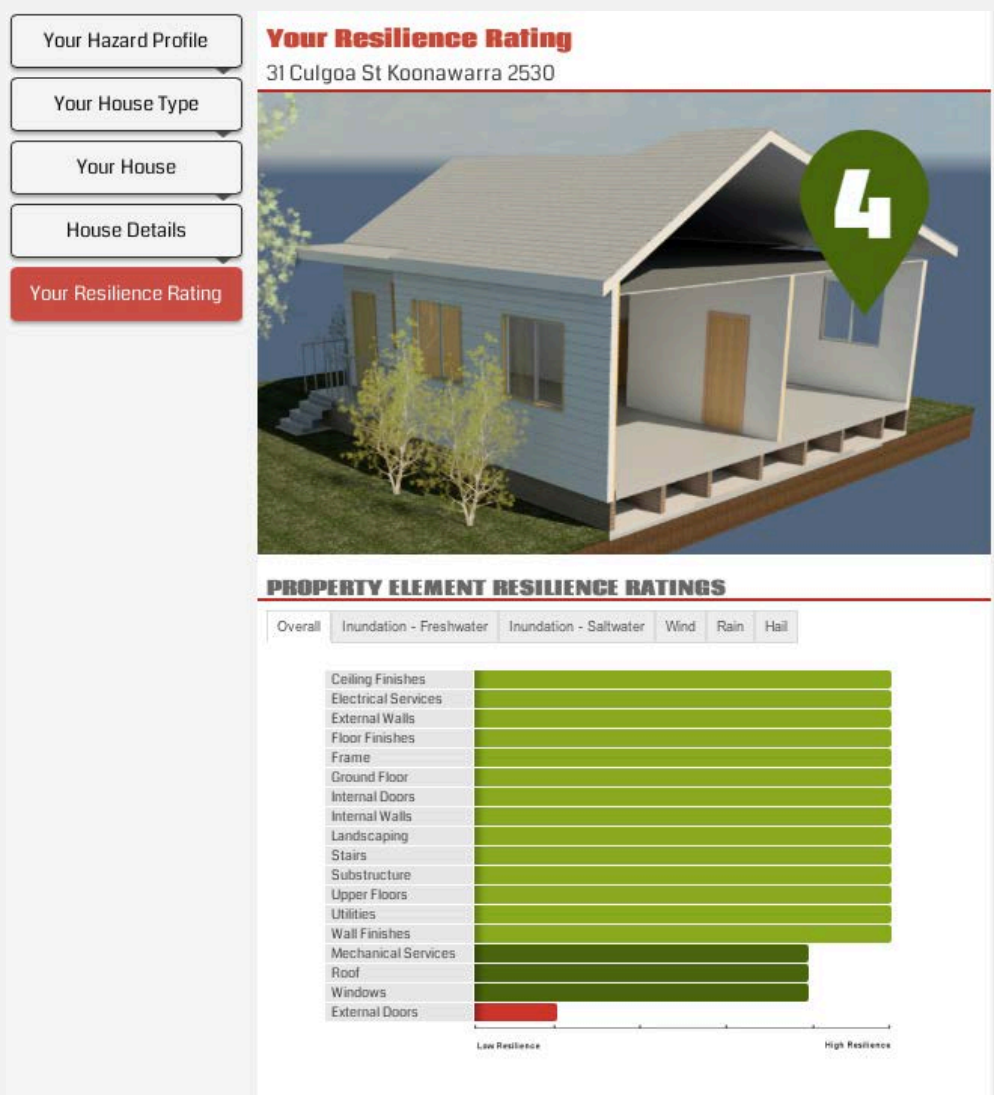 Your Hazard Profile
Your House Type
Your House
House Details
Your Resilience Rating
Your Resilience Rating
31 Culgoa St Koonawarra 2530
4
PROPERTY ELEMENT RESILIENCE RATINGS
Overall Inundation - Freshwater Inundation - Saltwater Wind Rain Hail
Ceiling Finishes
Electrical Services
External Walls
Floor Finishes
Frame
Ground Floor
Internal Doors
Internal Walls
Landscaping
Stairs
Substructure
Upper Floors
Utilities
Wall Finishes
Mechanical Services
Roof
Windows
External Doors
Low Resilience High Resilience